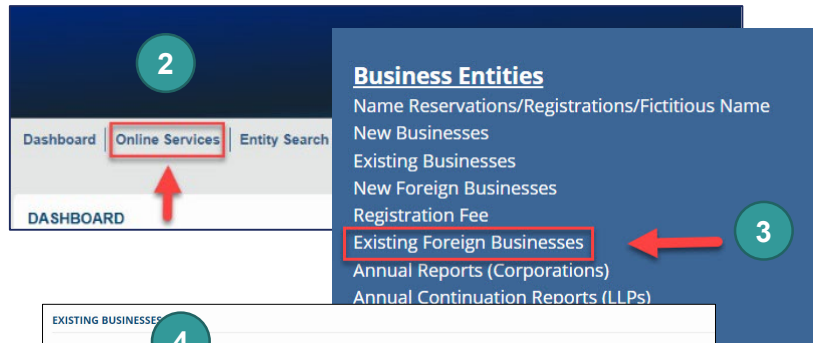 2
Dashboard | Online Services | Entity Search
DASHBOARD
Business Entities
Name Reservations/Registrations/Fictitious Name
New Businesses
Existing Businesses
New Foreign Businesses
Registration Fee
Existing Foreign Businesses
3
Annual Reports (Corporations)
Annual Continuation Reports (LLPs)
EXISTING BUSINESSES
4